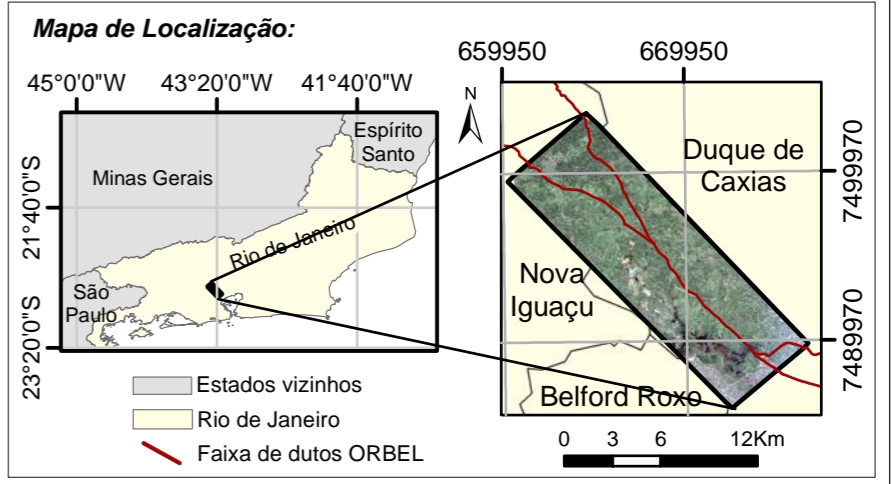 Mapa de Localização:
45°0'0"W 43°20'0"W 41°40'0"W
21°40'0"S
23°20'0"S
Espírito
Santo
Minas Gerais
Rio de Janeiro
São
Paulo
Estados vizinhos
Rio de Janeiro
Faixa de dutos ORBEL
659950 669950
N
Duque de
Caxias
7499970
Nova
Iguaçu
7489970
Belford Roxo
0 3 6 12Km